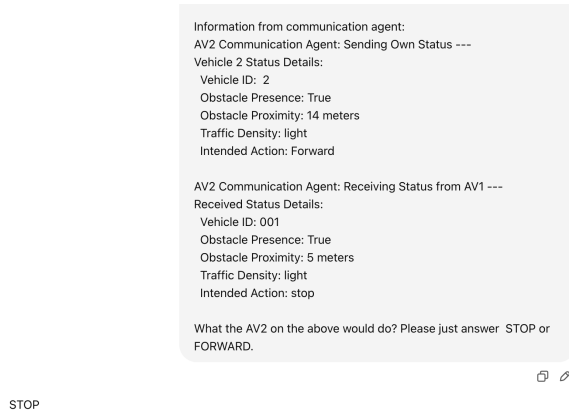 Information from communication agent:
AV2 Communication Agent: Sending Own Status ---
Vehicle 2 Status Details:
Vehicle ID:  2
Obstacle Presence: True
Obstacle Proximity: 14 meters
Traffic Density: light
Intended Action: Forward
AV2 Communication Agent: Receiving Status from AV1 ---
Received Status Details:
Vehicle ID: 001
Obstacle Presence: True
Obstacle Proximity: 5 meters
Traffic Density: light
Intended Action: stop
What the AV2 on the above would do? Please just answer  STOP or
FORWARD.
STOP